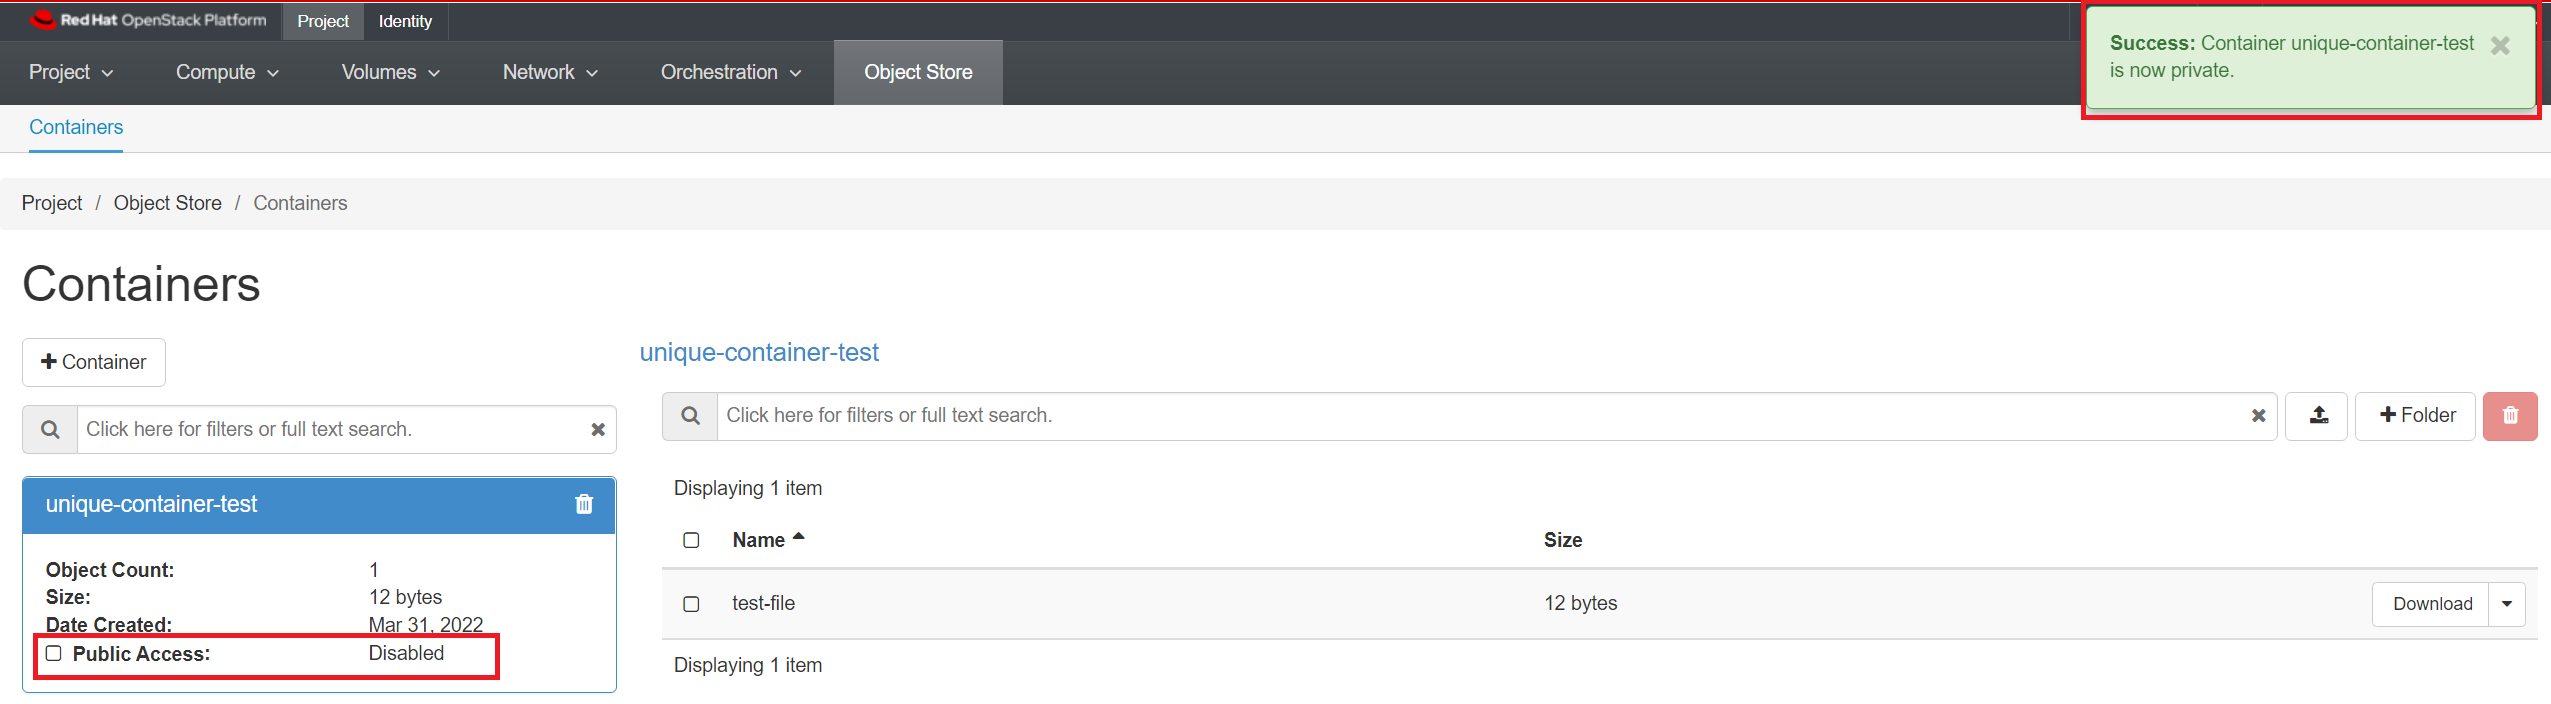 Red Hat OpenStack Platform Project Identity
Project Compute Volumes Network Orchestration Object Store
Success: Container unique-container-test
is now private.
Containers
Project / Object Store / Containers
Containers
+ Container
unique-container-test
Click here for filters or full text search.
Click here for filters or full text search.
+ Folder
unique-container-test
Object Count: 1
Size: 12 bytes
Date Created: Mar 31, 2022
Public Access: Disabled
Displaying 1 item
Name Size
test-file 12 bytes Download
Displaying 1 item